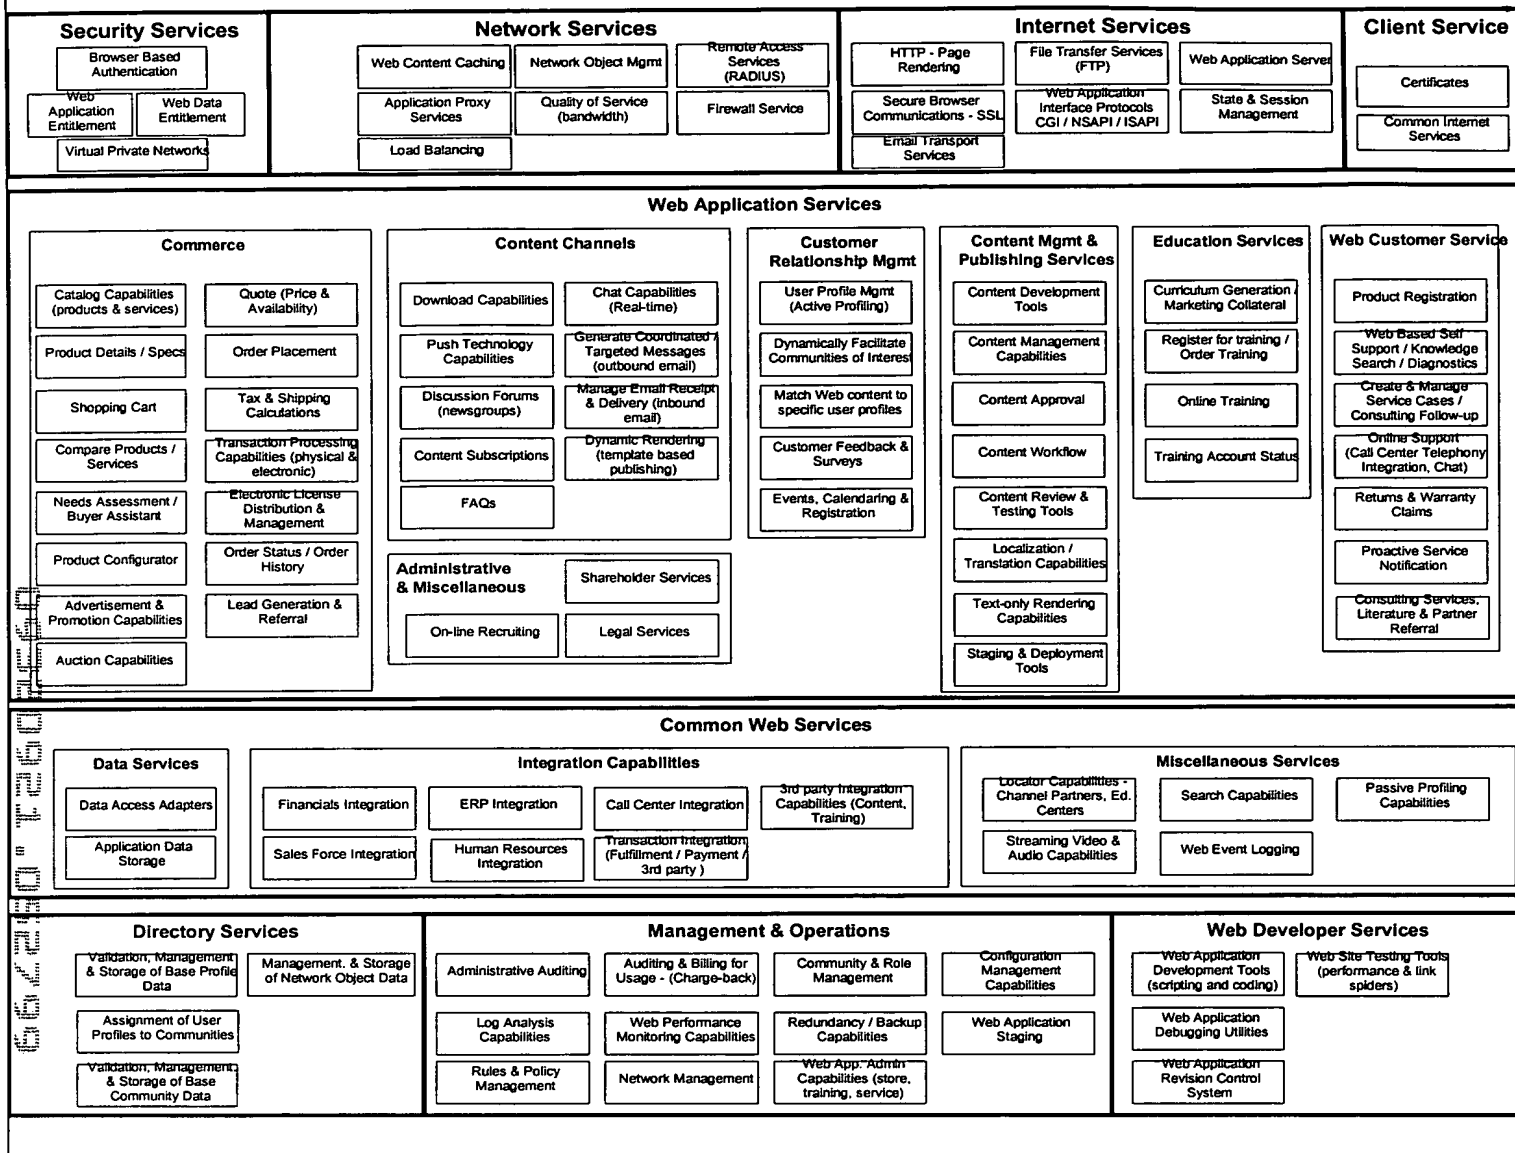 Security Services
Browser Based
Authentication
Web
Application
Entitlement
Web Data
Entitlement
Virtual Private Networks
Network Services
Web Content Caching
Network Object Mgmt
Remote Access
Services
(RADIUS)
Application Proxy
Services
Quality of Service
(bandwidth)
Firewall Service
Load Balancing
Internet Services
HTTP - Page
Rendering
File Transfer Services
(FTP)
Web Application Server
Secure Browser
Communications - SSL
Web Application
Interface Protocols
CGI / NSAPI / ISAPI
State & Session
Management
Email Transport
Services
Client Service
Certificates
Common Internet
Services
Web Application Services
Commerce
Catalog Capabilities
(products & services)
Quote (Price &
Availability)
Product Details / Specs
Order Placement
Shopping Cart
Tax & Shipping
Calculations
Compare Products /
Services
Transaction Processing
Capabilities (physical &
electronic)
Needs Assessment /
Buyer Assistant
Electronic License
Distribution &
Management
Product Configurator
Order Status / Order
History
Advertisement &
Promotion Capabilities
Lead Generation &
Referral
Auction Capabilities
Content Channels
Download Capabilities
Chat Capabilities
(Real-time)
Push Technology
Capabilities
Generate Coordinated /
Targeted Messages
(outbound email)
Discussion Forums
(newsgroups)
Manage Email Receipt
& Delivery (inbound
email)
Content Subscriptions
Dynamic Rendering
(template based
publishing)
FAQs
Administrative
& Miscellaneous
Shareholder Services
On-line Recruiting
Legal Services
Customer
Relationship Mgmt
User Profile Mgmt
(Active Profiling)
Dynamically Facilitate
Communities of Interest
Match Web content to
specific user profiles
Customer Feedback &
Surveys
Events, Calendaring &
Registration
Content Mgmt &
Publishing Services
Content Development
Tools
Content Management
Capabilities
Content Approval
Content Workflow
Content Review &
Testing Tools
Localization /
Translation Capabilities
Text-only Rendering
Capabilities
Staging & Deployment
Tools
Education Services
Curriculum Generation /
Marketing Collateral
Register for training /
Order Training
Online Training
Training Account Status
Web Customer Service
Product Registration
Web Based Self
Support / Knowledge
Search / Diagnostics
Create & Manage
Service Cases /
Consulting Follow-up
Online Support
(Call Center Telephony
Integration, Chat)
Returns & Warranty
Claims
Proactive Service
Notification
Consulting Services,
Literature & Partner
Referral
Common Web Services
Data Services
Data Access Adapters
Application Data
Storage
Integration Capabilities
Financials Integration
ERP Integration
Call Center Integration
3rd party Integration
Capabilities (Content,
Training)
Sales Force Integration
Human Resources
Integration
Transaction Integration
(Fulfillment / Payment /
3rd party )
Miscellaneous Services
Locator Capabilities -
Channel Partners, Ed.
Centers
Search Capabilities
Passive Profiling
Capabilities
Streaming Video &
Audio Capabilities
Web Event Logging
Directory Services
Validation, Management
& Storage of Base Profile
Data
Management. & Storage
of Network Object Data
Assignment of User
Profiles to Communities
Validation, Management,
& Storage of Base
Community Data
Management & Operations
Administrative Auditing
Auditing & Billing for
Usage - (Charge-back)
Community & Role
Management
Configuration
Management
Capabilities
Log Analysis
Capabilities
Web Performance
Monitoring Capabilities
Redundancy / Backup
Capabilities
Web Application
Staging
Rules & Policy
Management
Network Management
Web App. Admin
Capabilities (store,
training, service)
Web Developer Services
Web Application
Development Tools
(scripting and coding)
Web Site Testing Tools
(performance & link
spiders)
Web Application
Debugging Utilities
Web Application
Revision Control
System